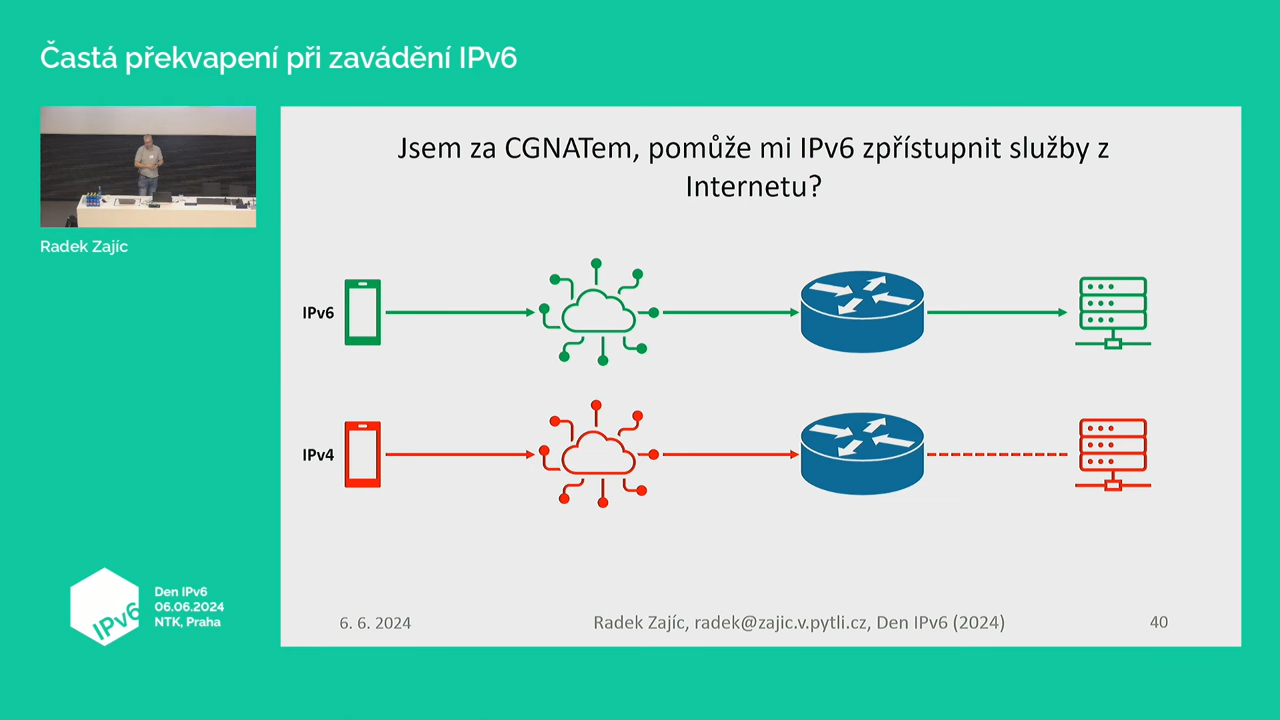 Častá překvapení při zavádění IPv6
Radek Zajíc
Jsem za CGNATem, pomůže mi IPv6 zpřístupnit služby z
Internetu?
IPv6
IPv4
6. 6. 2024
Radek Zajíc, radek@zajic.v.pytli.cz, Den IPv6 (2024)
40
IPv6
Den IPv6
06.06.2024
NTK, Praha